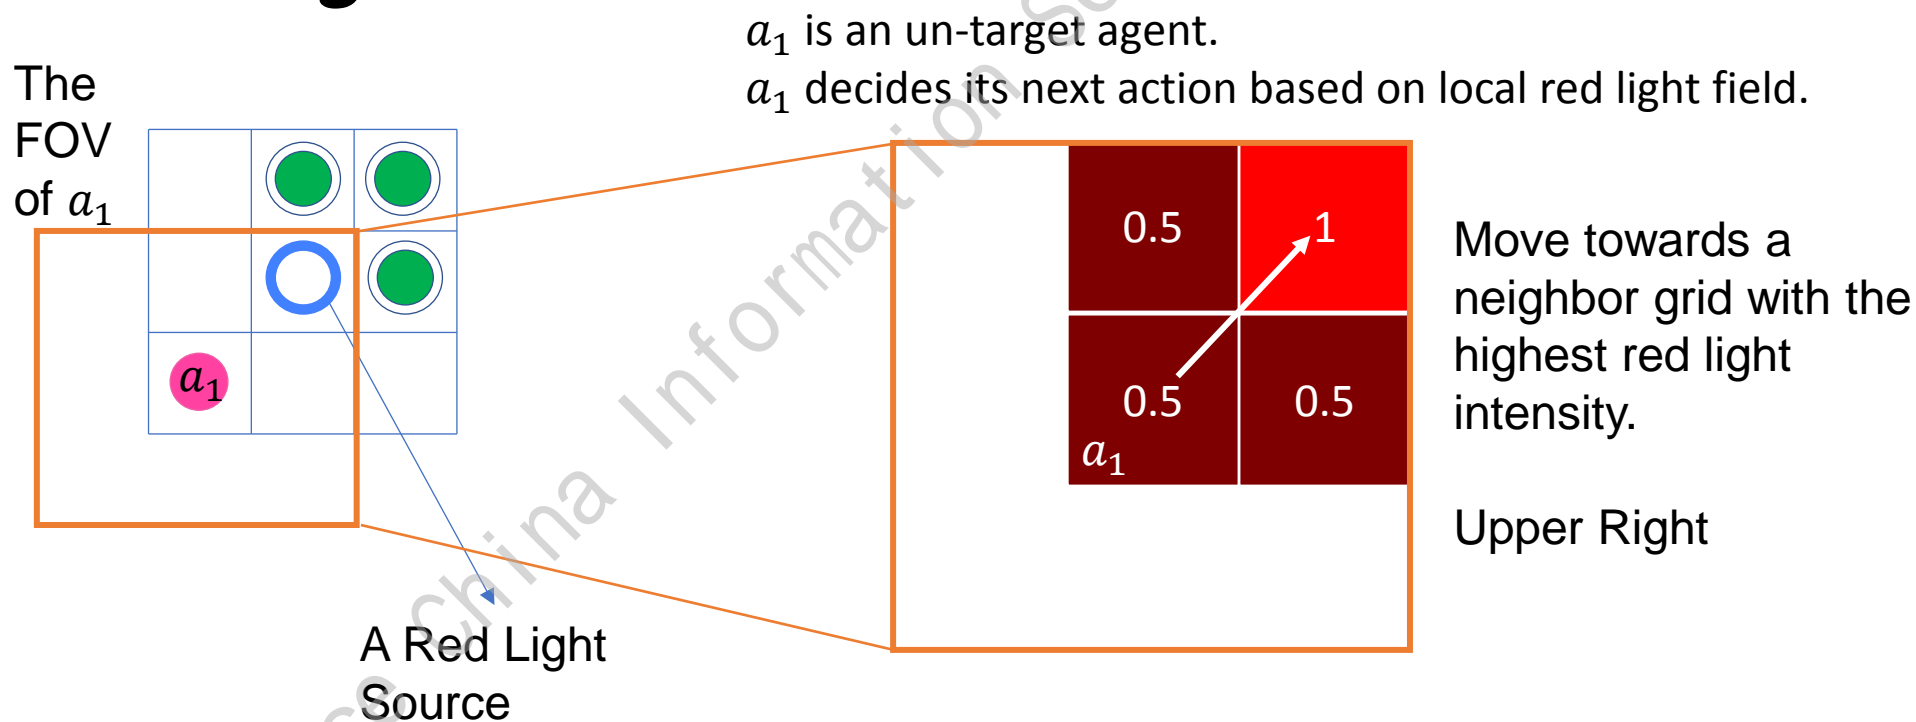 a₁ is an un-target agent.
a₁ decides its next action based on local red light field.
The
FOV
of a₁
a₁
A Red Light
Source
0.5
1
0.5
0.5
a₁
Move towards a
neighbor grid with the
highest red light
intensity.
Upper Right
China Information